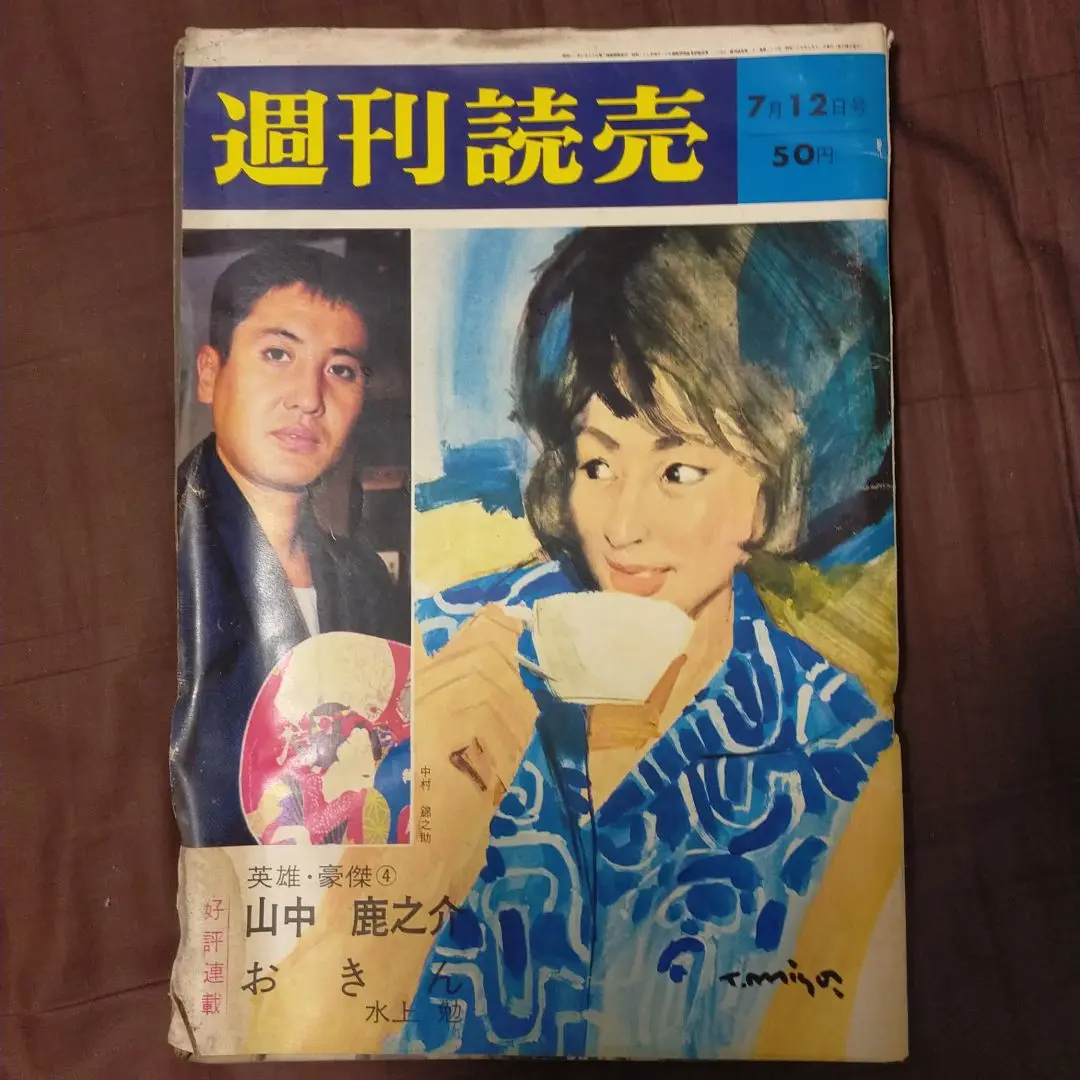 週刊読売
7月12日号
50円
中村 錦之助
英雄・豪傑④
山中 鹿之介
好評連載
おきん
水上 勉